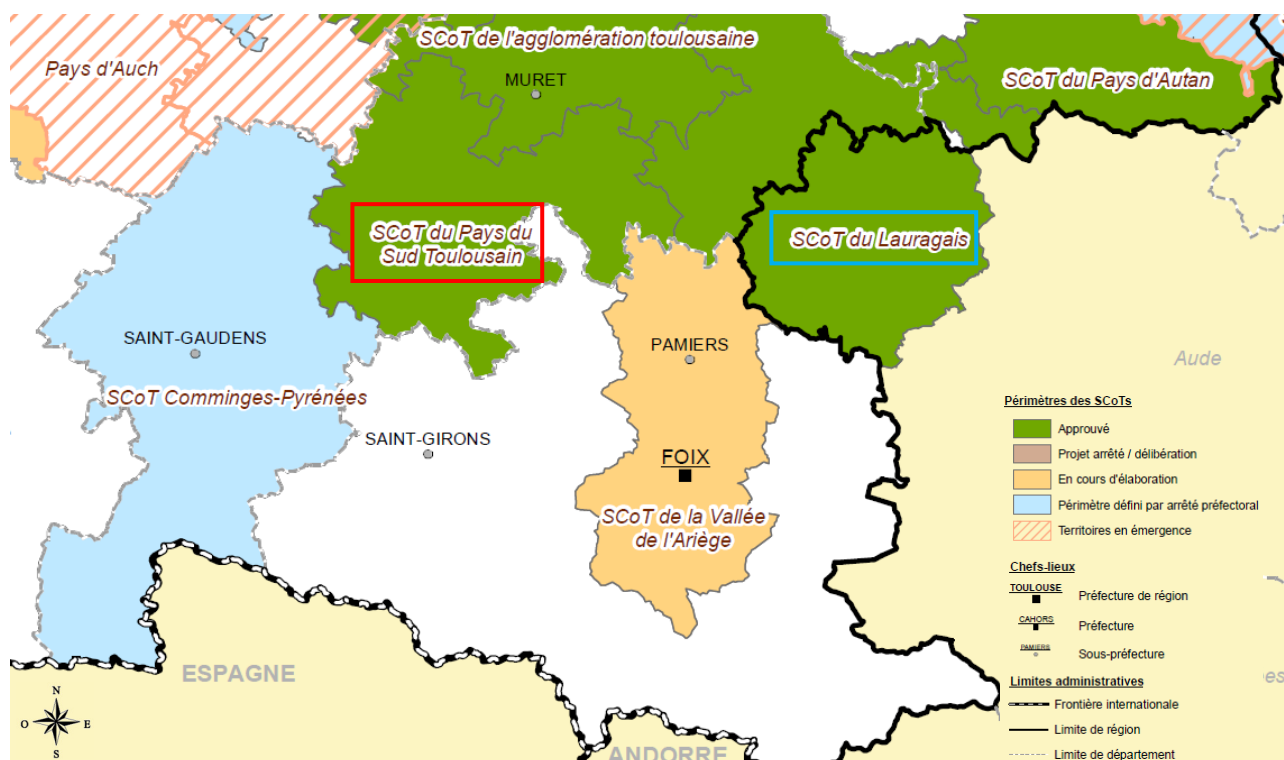 SCoT de l'agglomération toulousaine
Pays d'Auch
MURET
SCoT du Pays d'Autan
SCoT du Pays du
Sud Toulousain
SCoT du Lauragais
SAINT-GAUDENS
PAMIERS
Aude
SCoT Comminges-Pyrénées
SAINT-GIRONS
FOIX
SCoT de la Vallée
de l'Ariège
ESPAGNE
ANDORRE
Périmètres des SCoTs
Approuvé
Projet arrêté / délibération
En cours d'élaboration
Périmètre défini par arrêté préfectoral
Territoires en émergence
Chefs-lieux
TOULOUSE
Préfecture de région
CAHORS
Préfecture
PAMIERS
Sous-préfecture
Limites administratives
Frontière internationale
Limite de région
Limite de département
N
O
E
S
es